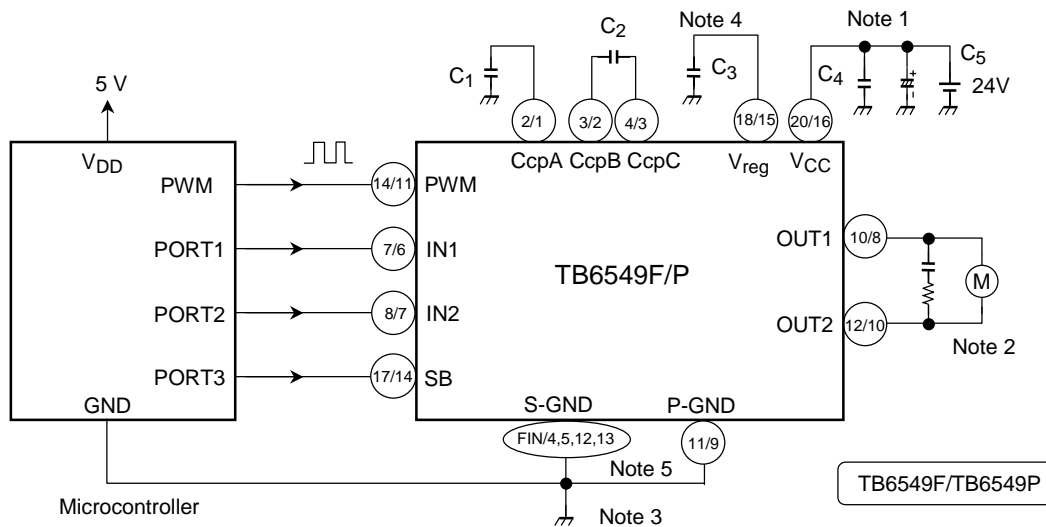 Note 4
Note 1
C2
C1
C3
C4
C5
5 V
24V
+
-
2/1
3/2
4/3
18/15
20/16
VDD
CcpA
CcpB
CcpC
Vreg
VCC
PWM
14/11
PWM
PORT1
7/6
IN1
OUT1
10/8
TB6549F/P
M
PORT2
8/7
IN2
OUT2
12/10
Note 2
PORT3
17/14
SB
GND
S-GND
P-GND
FIN/4,5,12,13
11/9
Note 5
TB6549F/TB6549P
Microcontroller
Note 3